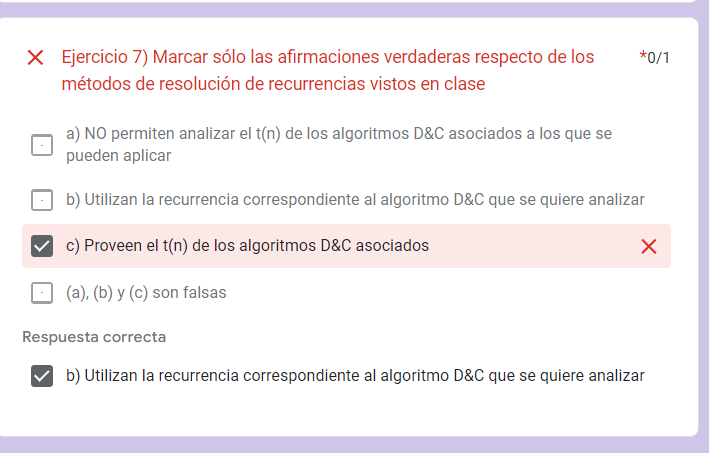 Ejercicio 7) Marcar sólo las afirmaciones verdaderas respecto de los *0/1
métodos de resolución de recurrencias vistos en clase
a) NO permiten analizar el t(n) de los algoritmos D&C asociados a los que se
pueden aplicar
b) Utilizan la recurrencia correspondiente al algoritmo D&C que se quiere analizar
c) Proveen el t(n) de los algoritmos D&C asociados
(a), (b) y (c) son falsas
Respuesta correcta
b) Utilizan la recurrencia correspondiente al algoritmo D&C que se quiere analizar